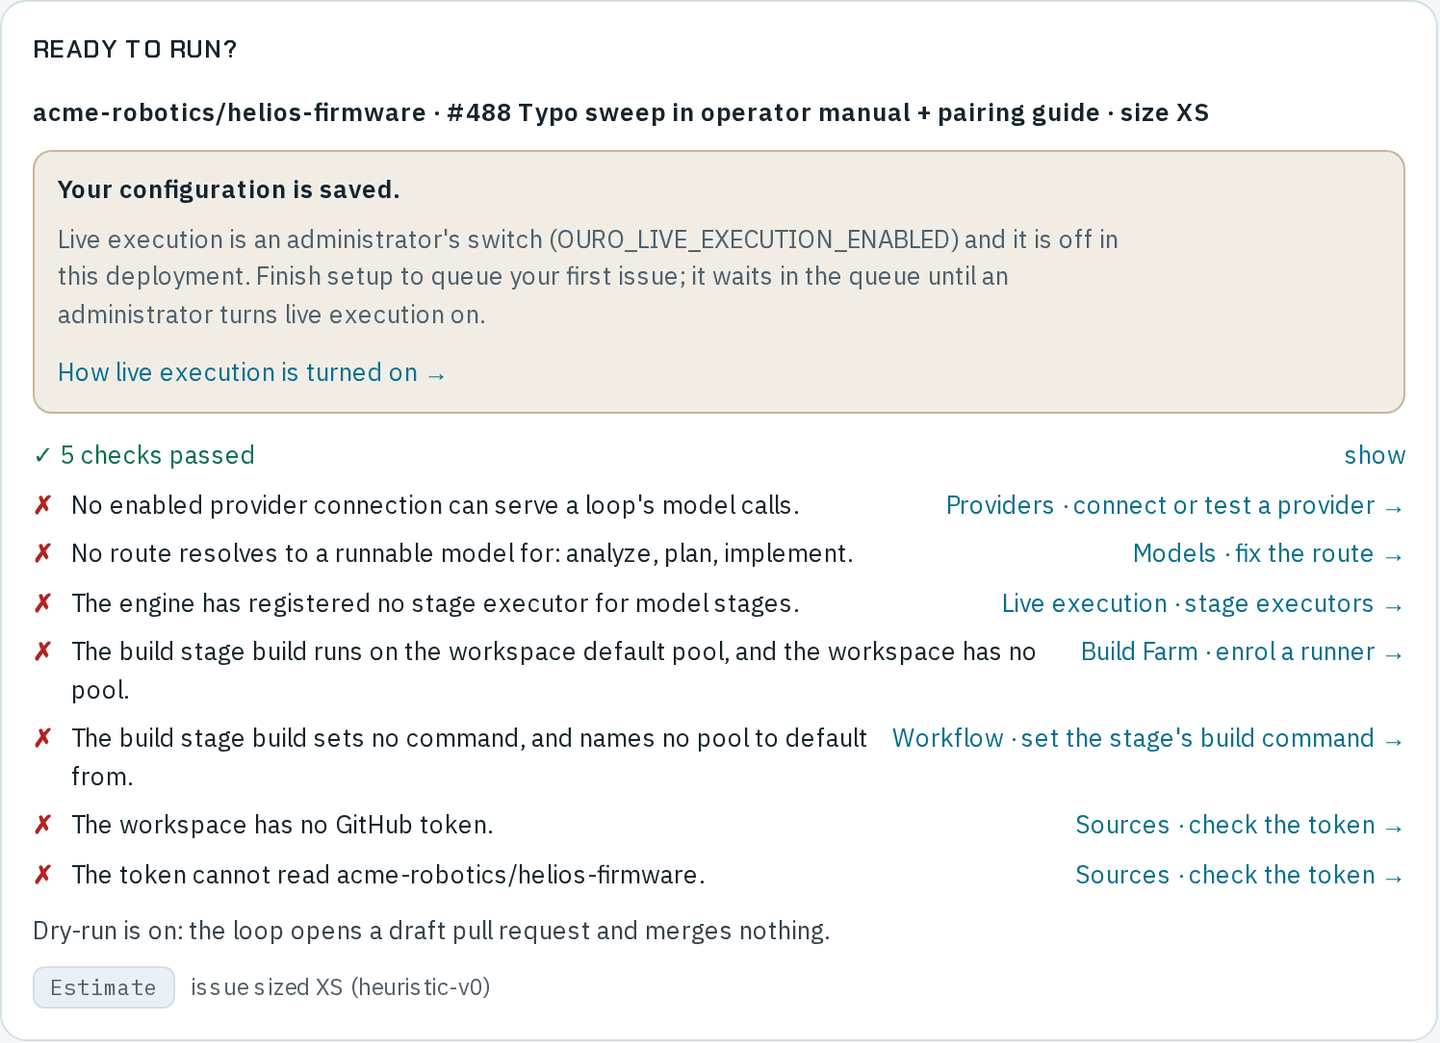 READY TO RUN?
acme-robotics/helios-firmware · #488 Typo sweep in operator manual + pairing guide · size XS
Your configuration is saved.
Live execution is an administrator's switch (OURO_LIVE_EXECUTION_ENABLED) and it is off in
this deployment. Finish setup to queue your first issue; it waits in the queue until an
administrator turns live execution on.
How live execution is turned on →
✓ 5 checks passed show
✗ No enabled provider connection can serve a loop's model calls. Providers · connect or test a provider →
✗ No route resolves to a runnable model for: analyze, plan, implement. Models · fix the route →
✗ The engine has registered no stage executor for model stages. Live execution · stage executors →
✗ The build stage build runs on the workspace default pool, and the workspace has no Build Farm · enrol a runner →
pool.
✗ The build stage build sets no command, and names no pool to default Workflow · set the stage's build command →
from.
✗ The workspace has no GitHub token. Sources · check the token →
✗ The token cannot read acme-robotics/helios-firmware. Sources · check the token →
Dry-run is on: the loop opens a draft pull request and merges nothing.
Estimate issue sized XS (heuristic-v0)